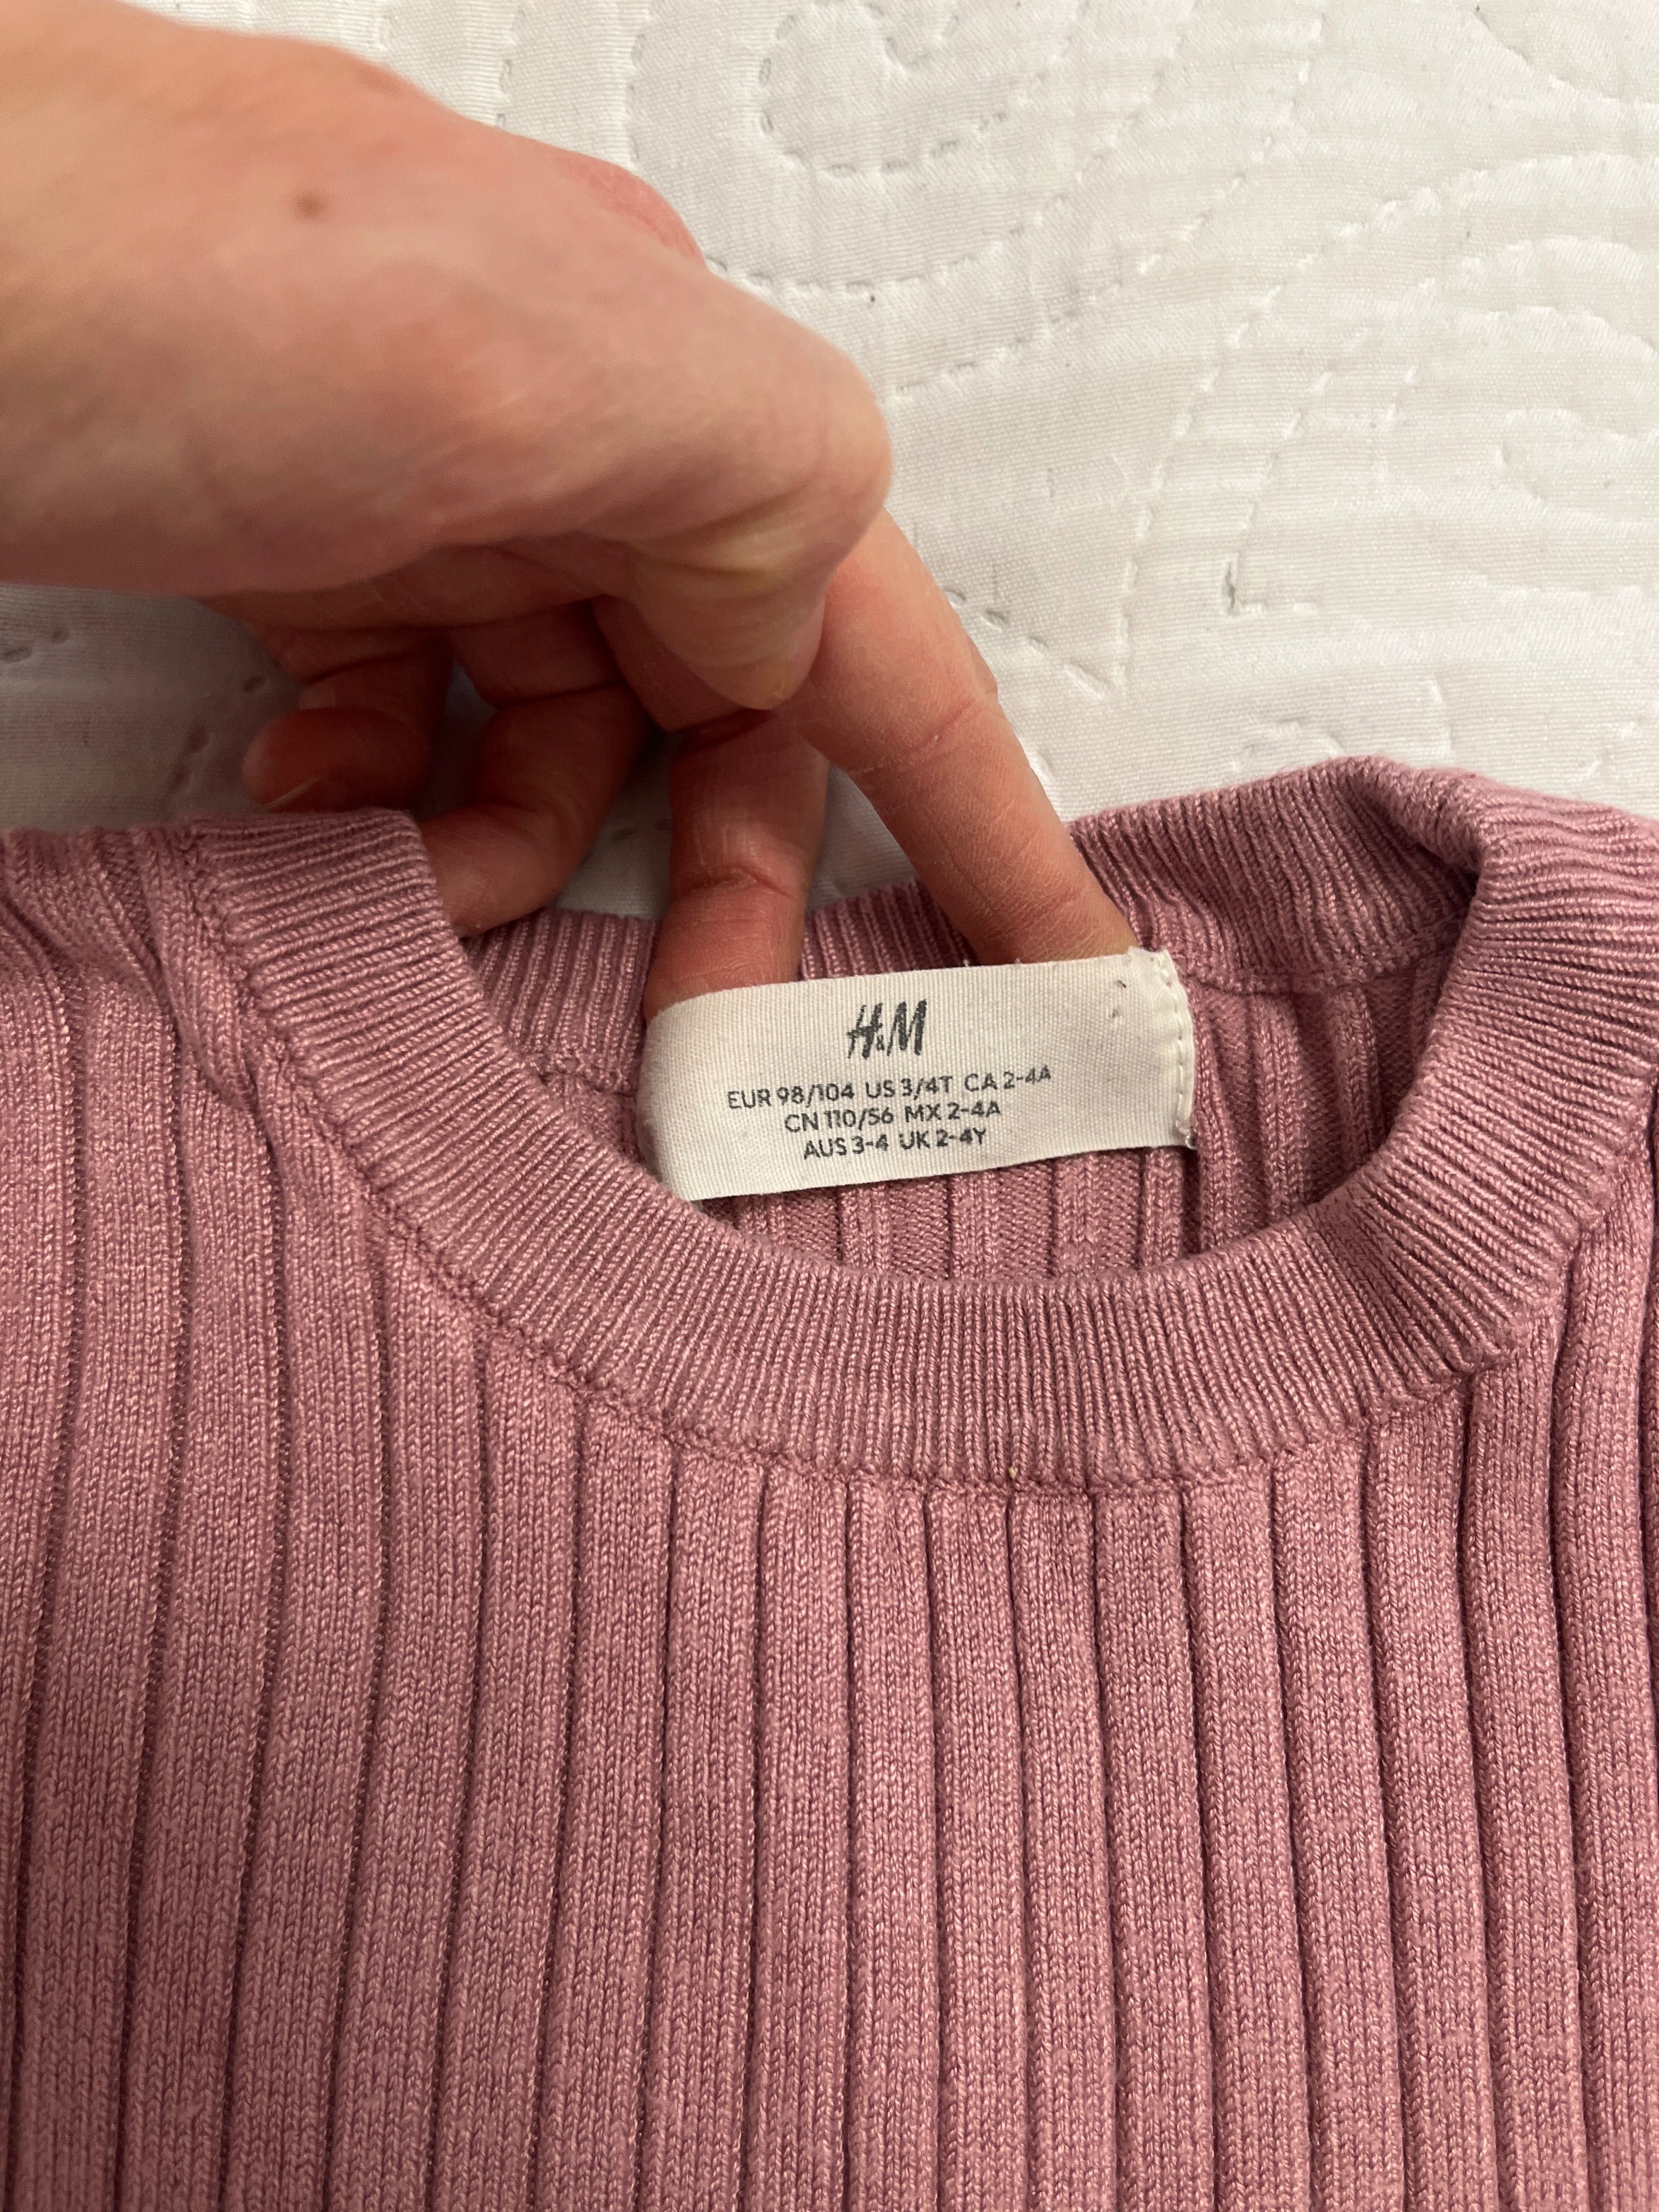 H&M
EUR 98/104 US 3/4T CA 2-4A
CN 110/56 MX 2-4A
AUS 3-4 UK 2-4Y